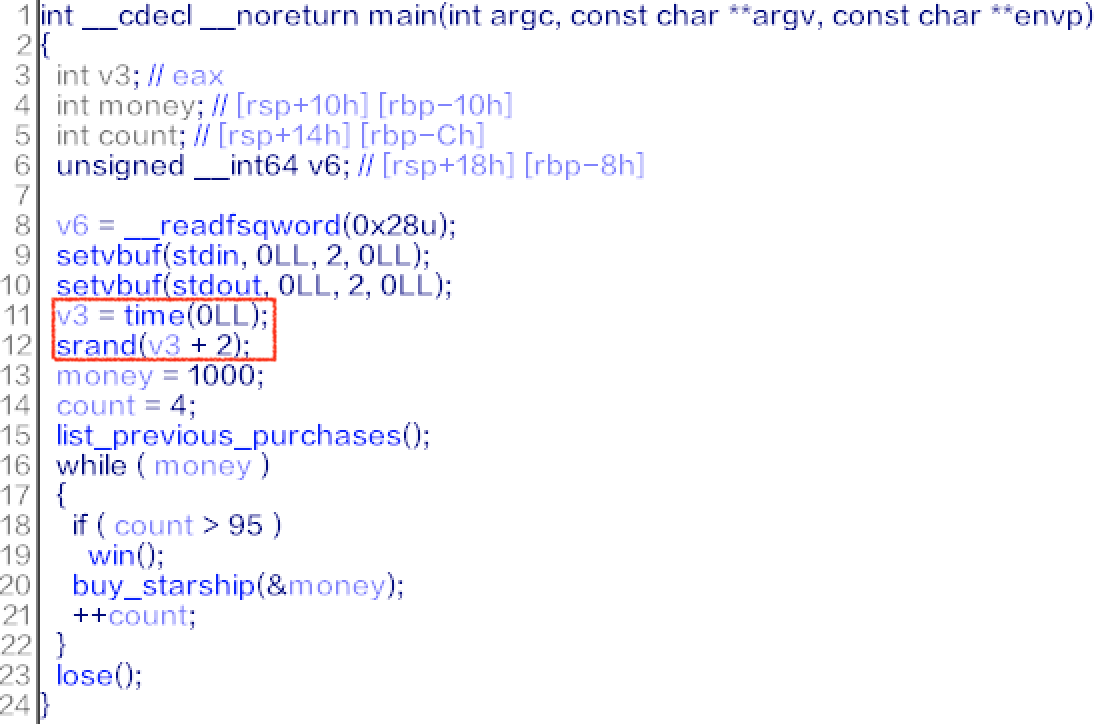 1 int __cdecl __noreturn main(int argc, const char **argv, const char **envp)
2 {
3 int v3; // eax
4 int money; // [rsp+10h] [rbp-10h]
5 int count; // [rsp+14h] [rbp-Ch]
6 unsigned __int64 v6; // [rsp+18h] [rbp-8h]
7
8 v6 = __readfsqword(0x28u);
9 setvbuf(stdin, 0LL, 2, 0LL);
10 setvbuf(stdout, 0LL, 2, 0LL);
11 v3 = time(0LL);
12 srand(v3 + 2);
13 money = 1000;
14 count = 4;
15 list_previous_purchases();
16 while ( money )
17 {
18 if ( count > 95 )
19 win();
20 buy_starship(&money);
21 ++count;
22 }
23 lose();
24 }